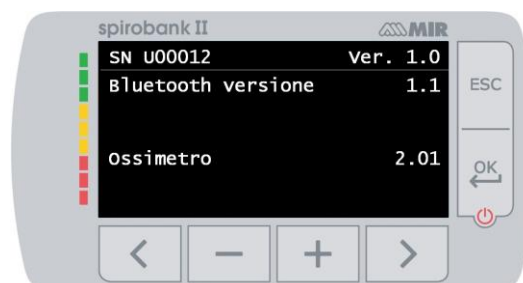 spirobank II MIR
SN U00012 Ver. 1.0
Bluetooth versione 1.1
Ossimetro 2.01
ESC
OK